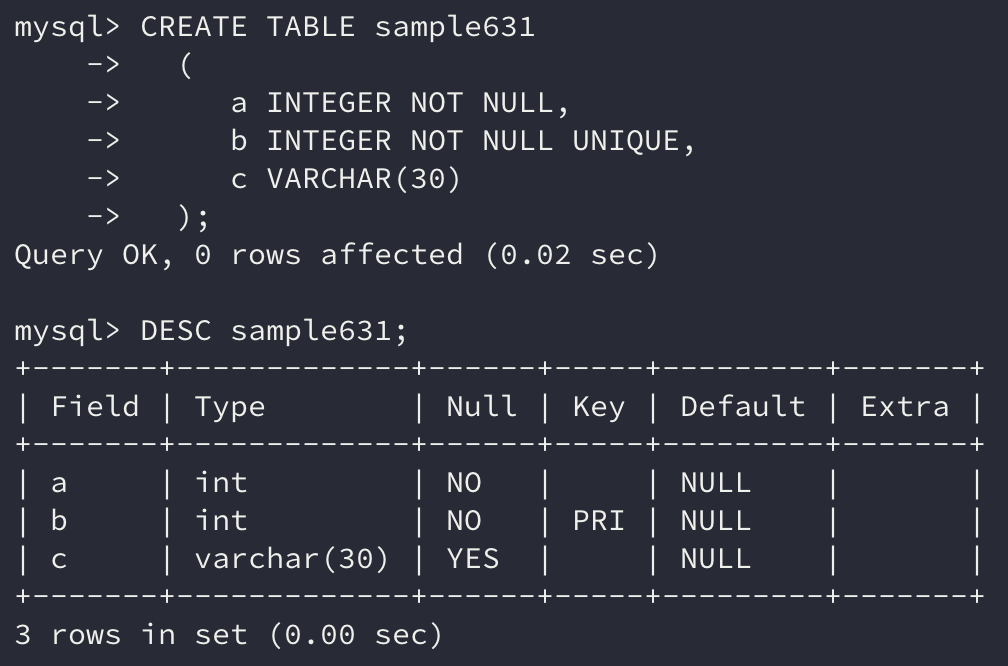 mysql> CREATE TABLE sample631
    ->   (
    ->      a INTEGER NOT NULL,
    ->      b INTEGER NOT NULL UNIQUE,
    ->      c VARCHAR(30)
    ->   );
Query OK, 0 rows affected (0.02 sec)

mysql> DESC sample631;
+-------+-------------+------+-----+---------+-------+
| Field | Type        | Null | Key | Default | Extra |
+-------+-------------+------+-----+---------+-------+
| a     | int         | NO   |     | NULL    |       |
| b     | int         | NO   | PRI | NULL    |       |
| c     | varchar(30) | YES  |     | NULL    |       |
+-------+-------------+------+-----+---------+-------+
3 rows in set (0.00 sec)